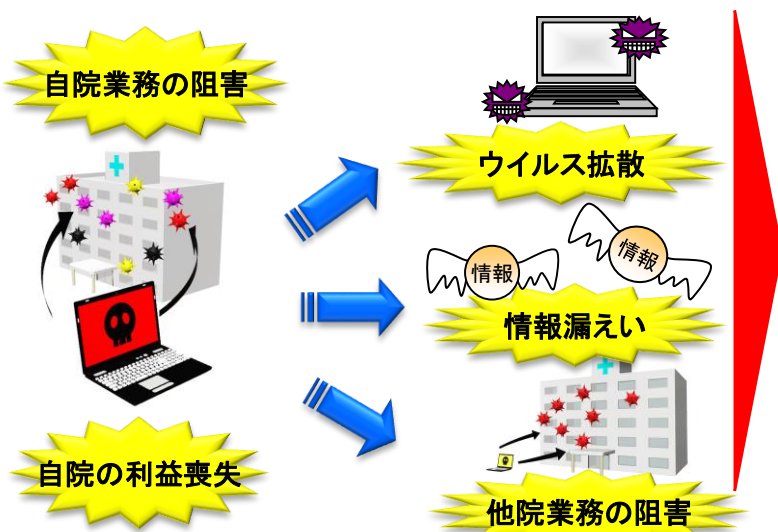 自院業務の阻害
自院の利益喪失
ウイルス拡散
情報
情報
情報漏えい
他院業務の阻害